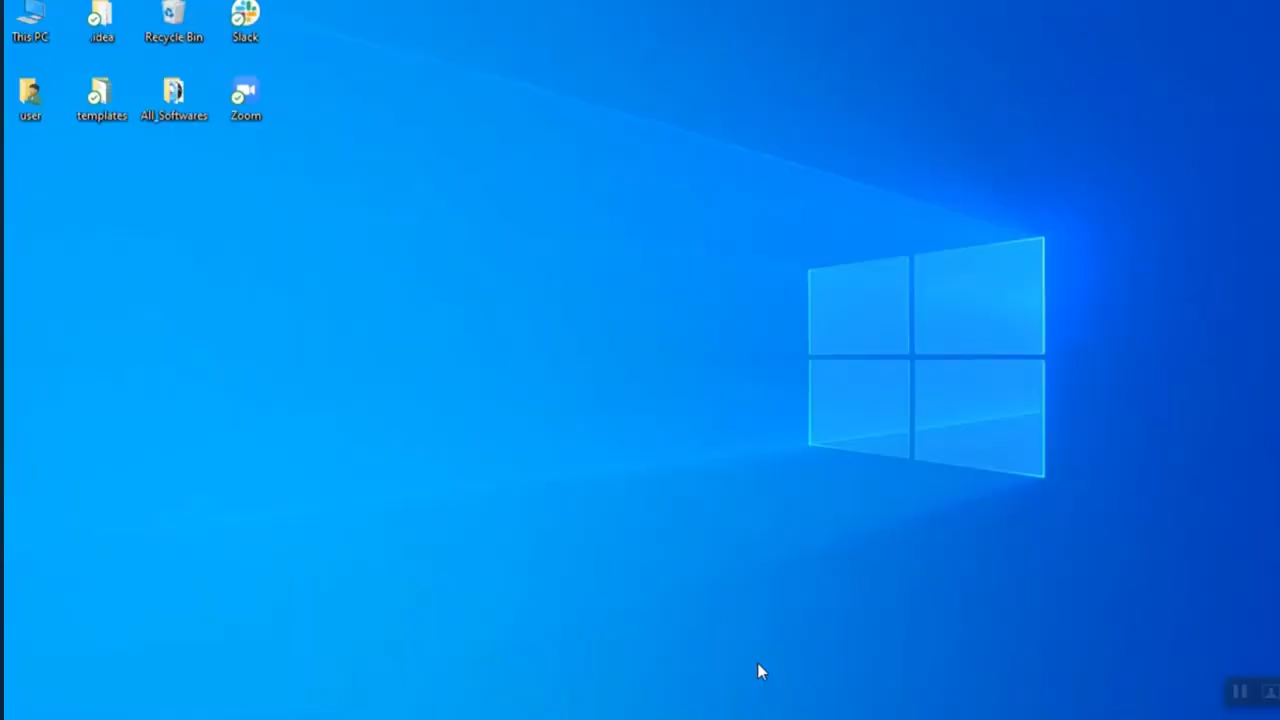 This PC
.idea
Recycle Bin
Slack
user
templates
All_Softwares
Zoom